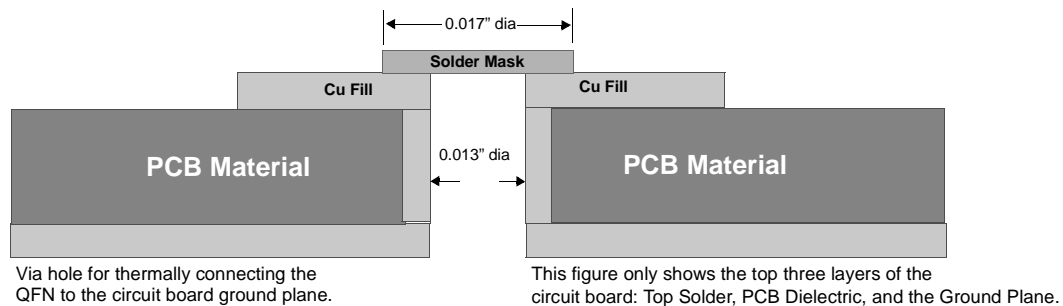 0.017” dia
Solder Mask
Cu Fill
Cu Fill
PCB Material
0.013” dia
PCB Material
Via hole for thermally connecting the
QFN to the circuit board ground plane.
This figure only shows the top three layers of the
circuit board: Top Solder, PCB Dielectric, and the Ground Plane.